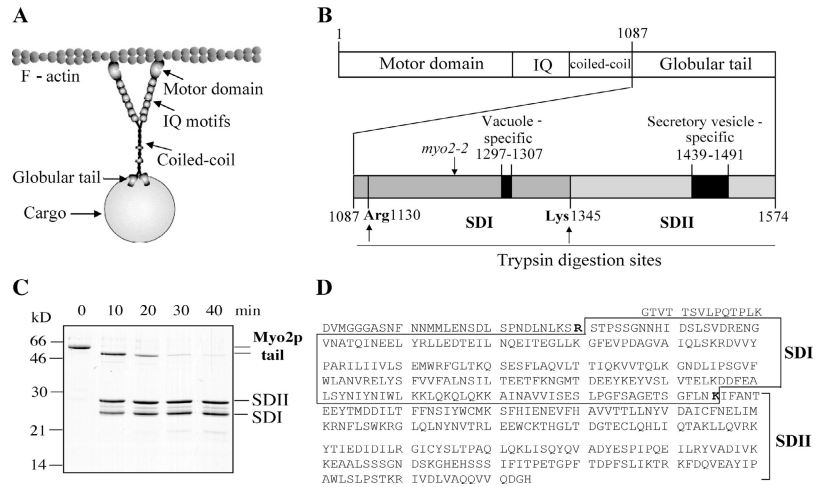 A
F - actin
Motor domain
IQ motifs
Coiled-coil
Globular tail
Cargo
B
1
1087
Motor domain
IQ
coiled-coil
Globular tail
Vacuole -
specific
1297-1307
myo2-2
Secretory vesicle -
specific
1439-1491
1087
Arg1130
SDI
Lys1345
SDII
1574
Trypsin digestion sites
C
0 10 20 30 40 min
kD
66
46
30
21
14
Myo2p
tail
SDII
SDI
D
GTVT TSVLPQTPLK
DVMGGGASNF NNMMLENSDL SPNDLNLKSR STPSSGNNHI DSLSVDRENG
VNATQINEEL YRLLEDTEIL NQEITEGLLK GFEVPDAGVA IQLSKRDVVY
PARILIIVLS EMWRFGLTKQ SESFLAQVLT TIQKVVTQLK GNDLIPSGVF
WLANVRELYS FVVFALNSIL TEETFKNGMT DEEYKEYVSL VTELKDDFEA
LSYNIYNIWL KKLQKQLQKK AINAVVISES LPGFSAGETS GFLNKIFANT
EEYTMDDILT FFNSIYWCMK SFHIENEVFH AVVTTLLNYV DAICFNELIM
KRNFLSWKRG LQLNYNVTRL EEWCKTHGLT DGTECLQHLI QTAKLLQVRK
YTIEDIDILR GICYSLTPAQ LQKLISQYQV ADYESPIPQE ILRYVADIVK
KEAALSSSGN DSKGHEHSSS IFITPETGPF TDPFSLIKTR KFDQVEAYIP
AWLSLPSTKR IVDLVAQQVV QDGH
SDI
SDII